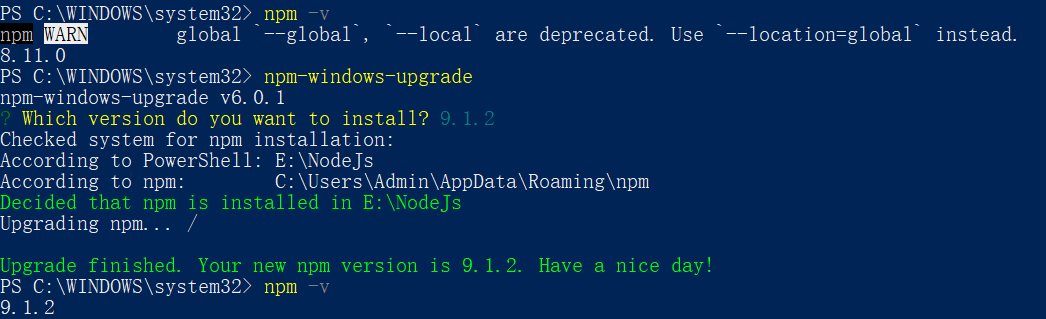 PS C:\WINDOWS\system32> npm -v
npm WARN global `--global`, `--local` are deprecated. Use `--location=global` instead.
8.11.0
PS C:\WINDOWS\system32> npm-windows-upgrade
npm-windows-upgrade v6.0.1
? Which version do you want to install? 9.1.2
Checked system for npm installation:
According to PowerShell: E:\NodeJs
According to npm: C:\Users\Admin\AppData\Roaming\npm
Decided that npm is installed in E:\NodeJs
Upgrading npm... /
Upgrade finished. Your new npm version is 9.1.2. Have a nice day!
PS C:\WINDOWS\system32> npm -v
9.1.2